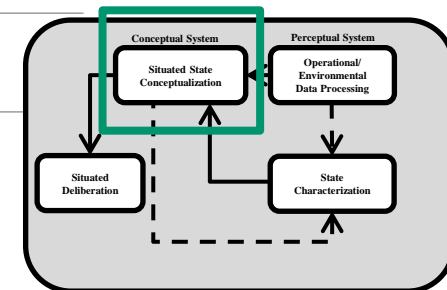 Conceptual System
Perceptual System
Situated State
Conceptualization
Operational/
Environmental
Data Processing
Situated
Deliberation
State
Characterization